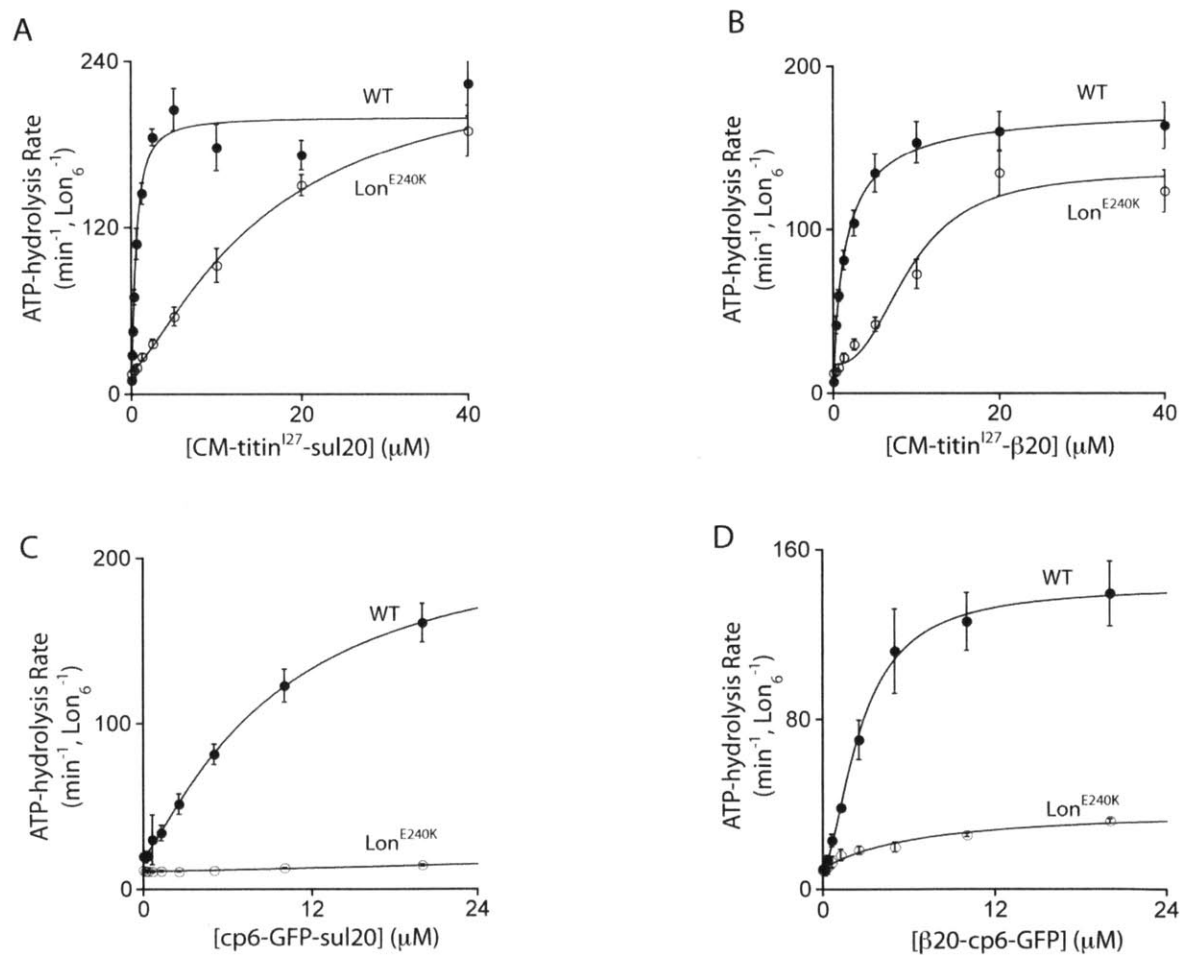 A
240
120
0
0
20
40
WT
Lon^E240K
ATP-hydrolysis Rate
(min⁻¹, Lon₆⁻¹)
[CM-titin^I27-sul20] (μM)
B
200
100
0
0
20
40
WT
Lon^E240K
ATP-hydrolysis Rate
(min⁻¹, Lon₆⁻¹)
[CM-titin^I27-β20] (μM)
C
200
100
0
0
12
24
WT
Lon^E240K
ATP-hydrolysis Rate
(min⁻¹, Lon₆⁻¹)
[cp6-GFP-sul20] (μM)
D
160
80
0
0
12
24
WT
Lon^E240K
ATP-hydrolysis Rate
(min⁻¹, Lon₆⁻¹)
[β20-cp6-GFP] (μM)